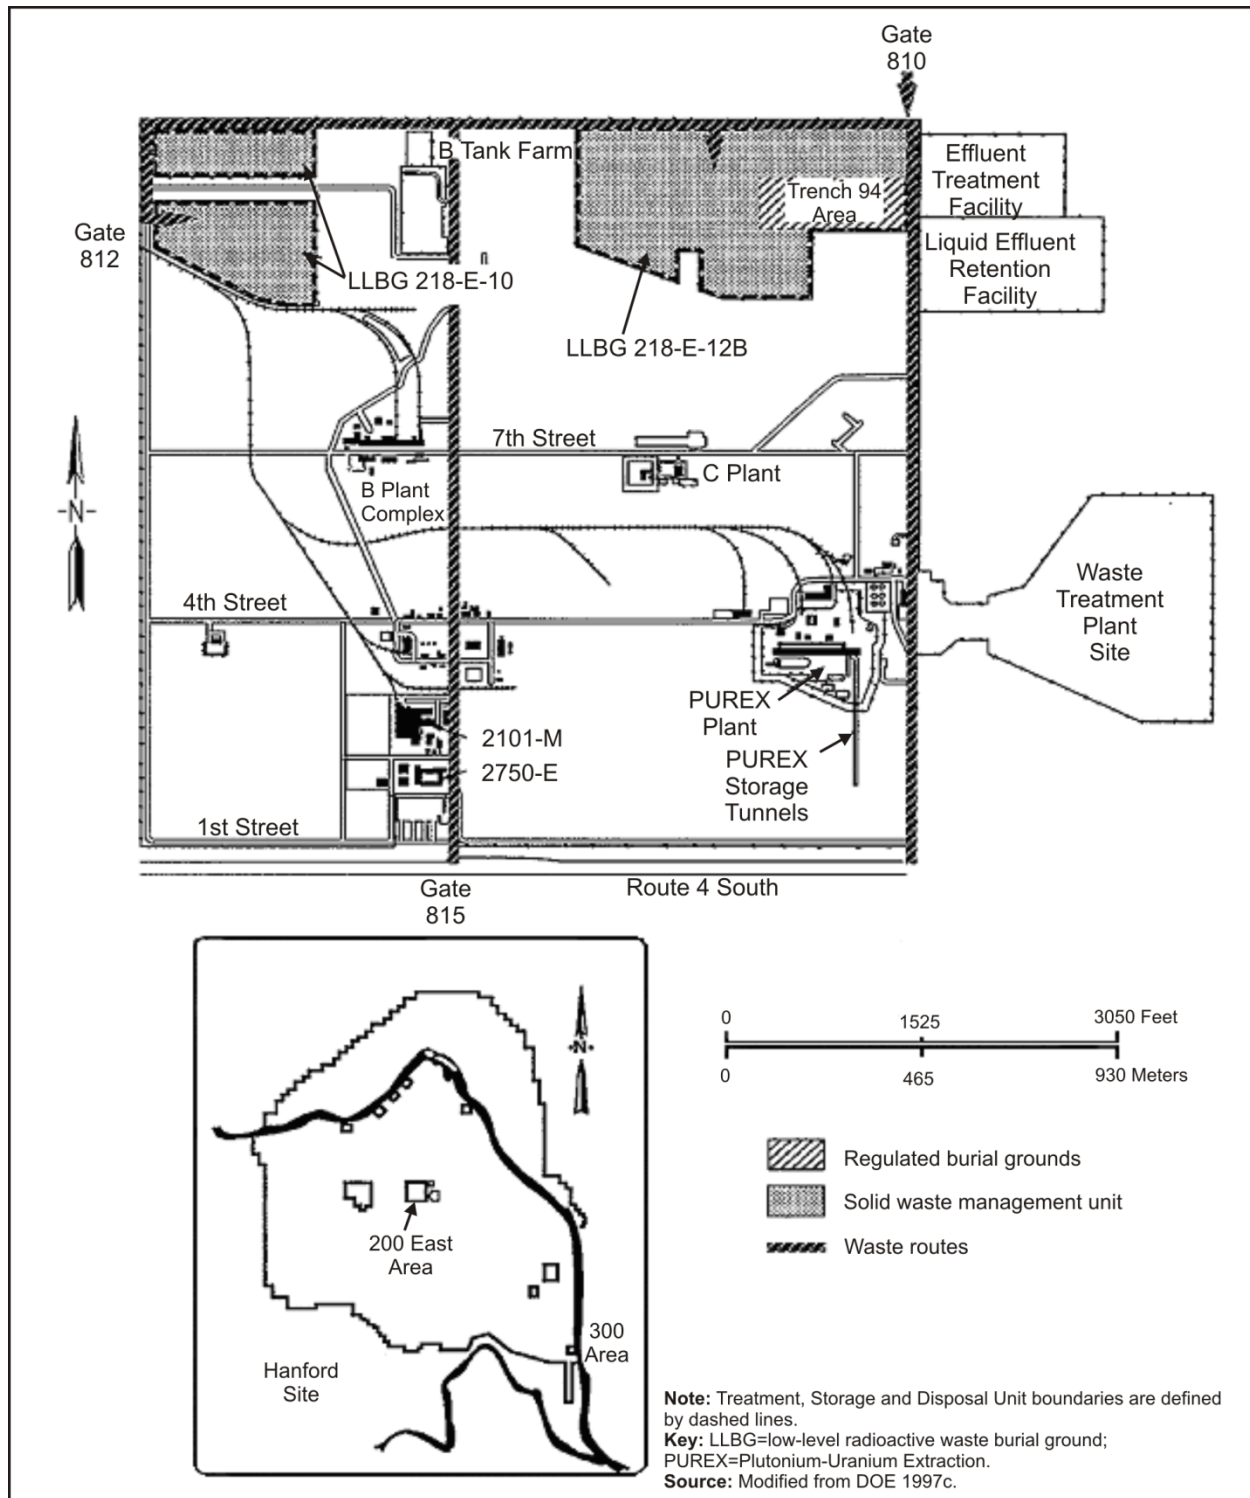 Gate
810
B Tank Farm
Effluent
Treatment
Facility
Trench 94
Area
Gate
812
Liquid Effluent
Retention
Facility
LLBG 218-E-10
LLBG 218-E-12B
7th Street
C Plant
-N-
B Plant
Complex
Waste
Treatment
Plant
Site
4th Street
PUREX
Plant
2101-M
2750-E
PUREX
Storage
Tunnels
1st Street
Gate
815
Route 4 South
N
0 1525 3050 Feet
0 465 930 Meters
Regulated burial grounds
Solid waste management unit
Waste routes
200 East
Area
300
Area
Hanford
Site
Note: Treatment, Storage and Disposal Unit boundaries are defined
by dashed lines.
Key: LLBG=low-level radioactive waste burial ground;
PUREX=Plutonium-Uranium Extraction.
Source: Modified from DOE 1997c.